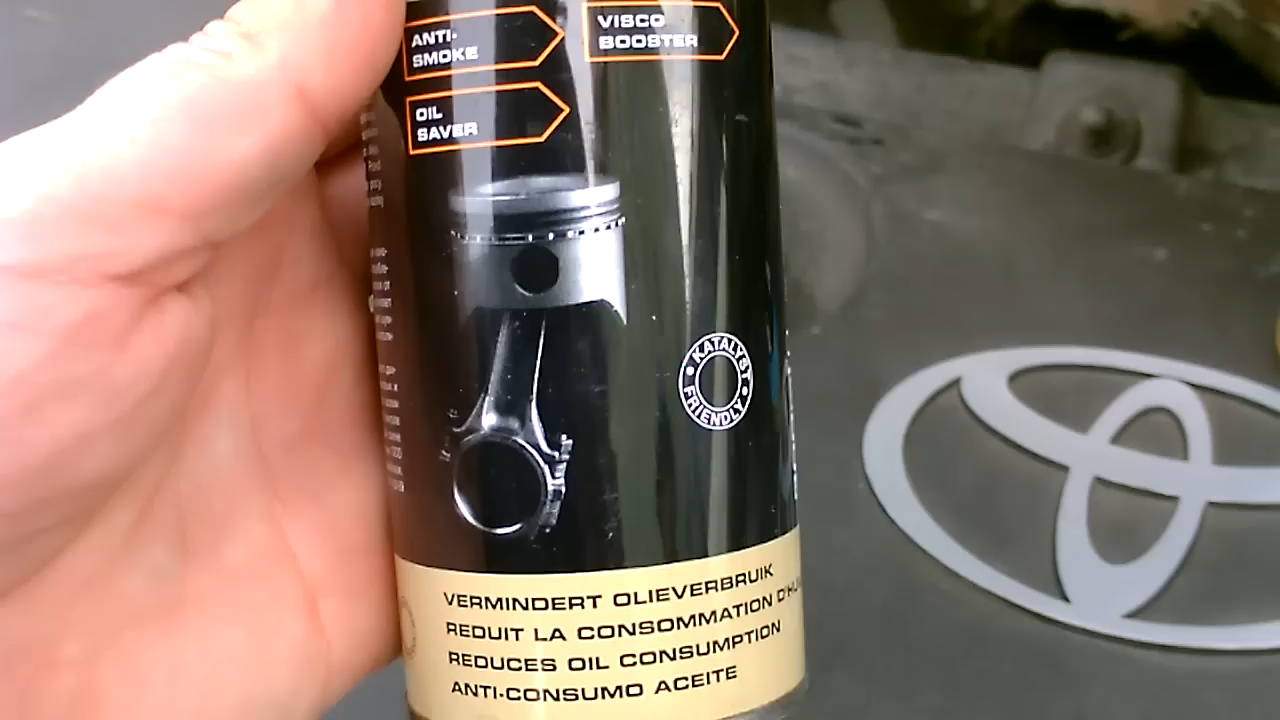 ANTI-
SMOKE
VISCO
BOOSTER
OIL
SAVER
KATALYST
FRIENDLY
VERMINDERT OLIEVERBRUIK
REDUIT LA CONSOMMATION
REDUCES OIL CONSUMPTION
ANTI-CONSUMO ACEITE